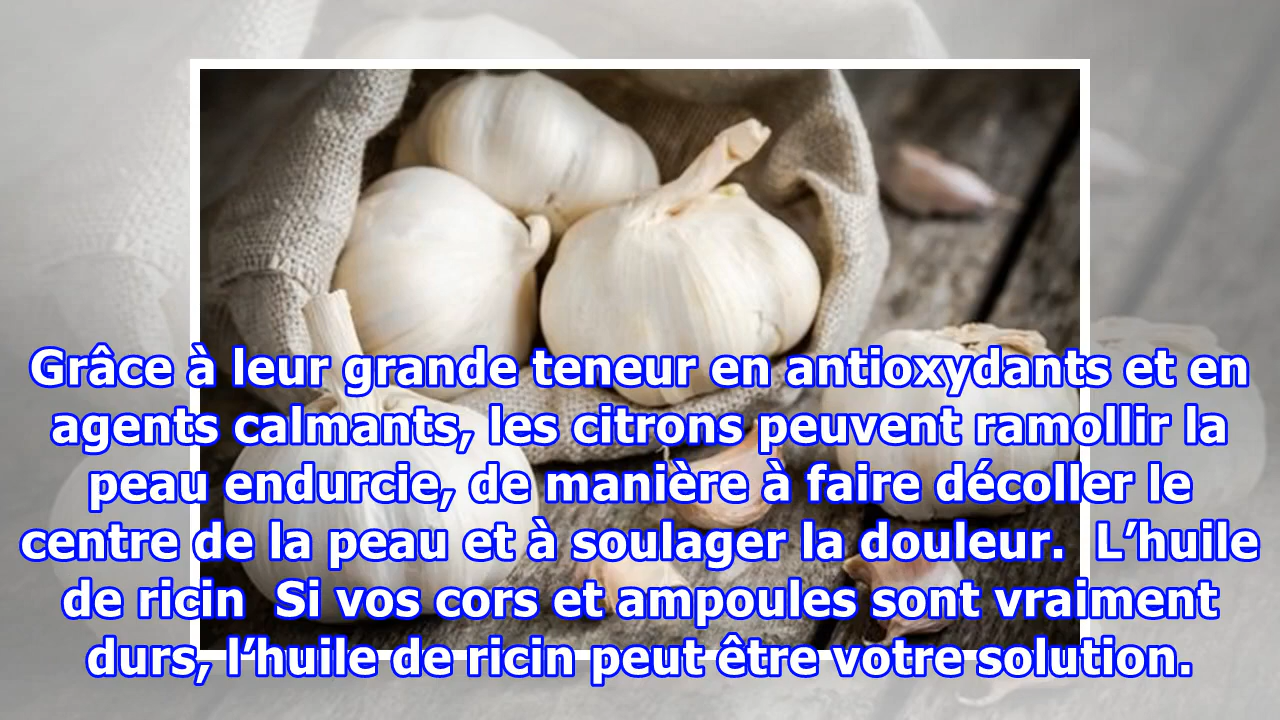 Grâce à leur grande teneur en antioxydants et en
agents calmants, les citrons peuvent ramollir la
peau endurcie, de manière à faire décoller le
centre de la peau et à soulager la douleur.  L’huile
de ricin  Si vos cors et ampoules sont vraiment
durs, l’huile de ricin peut être votre solution.